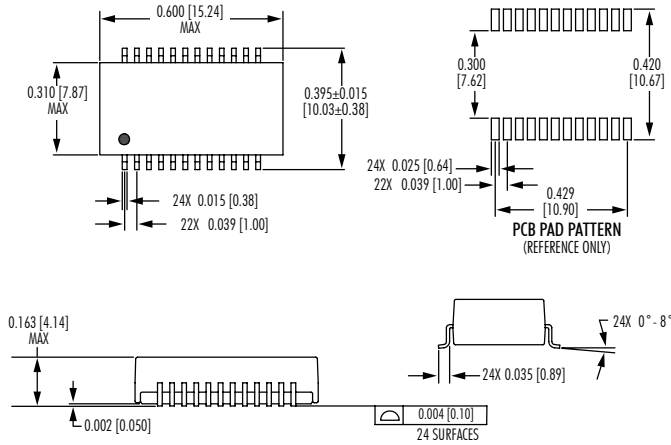 0.600 [15.24]
MAX
0.310 [7.87]
MAX
0.395±0.015
[10.03±0.38]
24X 0.015 [0.38]
22X 0.039 [1.00]
0.300
[7.62]
0.420
[10.67]
24X 0.025 [0.64]
22X 0.039 [1.00]
0.429
[10.90]
PCB PAD PATTERN
(REFERENCE ONLY)
0.163 [4.14]
MAX
0.002 [0.050]
24X 0°-8°
24X 0.035 [0.89]
0.004 [0.10]
24 SURFACES